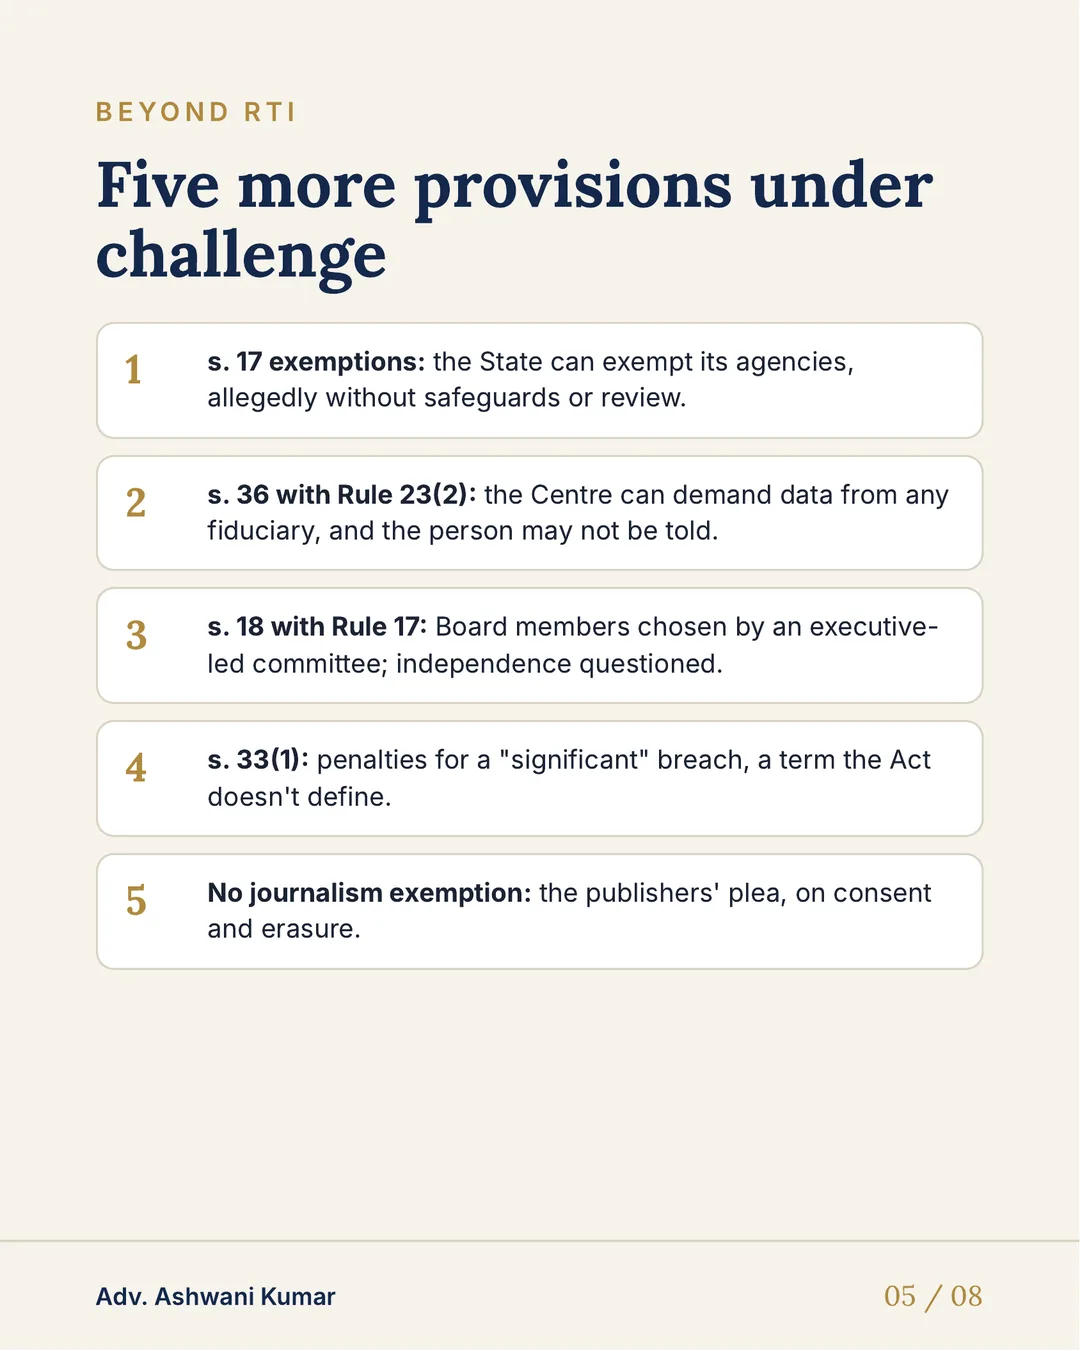 BEYOND RTI
Five more provisions under
challenge
1
s. 17 exemptions: the State can exempt its agencies,
allegedly without safeguards or review.
2
s. 36 with Rule 23(2): the Centre can demand data from any
fiduciary, and the person may not be told.
3
s. 18 with Rule 17: Board members chosen by an executive-
led committee; independence questioned.
4
s. 33(1): penalties for a "significant" breach, a term the Act
doesn't define.
5
No journalism exemption: the publishers' plea, on consent
and erasure.
Adv. Ashwani Kumar
05 / 08